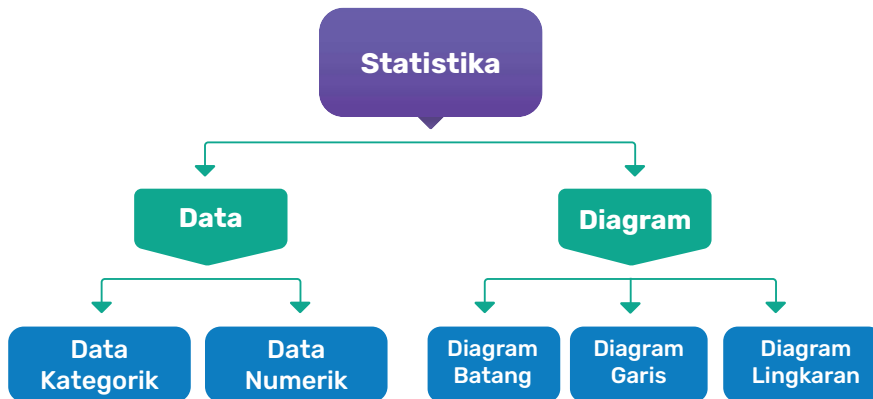 Statistika
Data
Diagram
Data
Kategorik
Data
Numerik
Diagram
Batang
Diagram
Garis
Diagram
Lingkaran